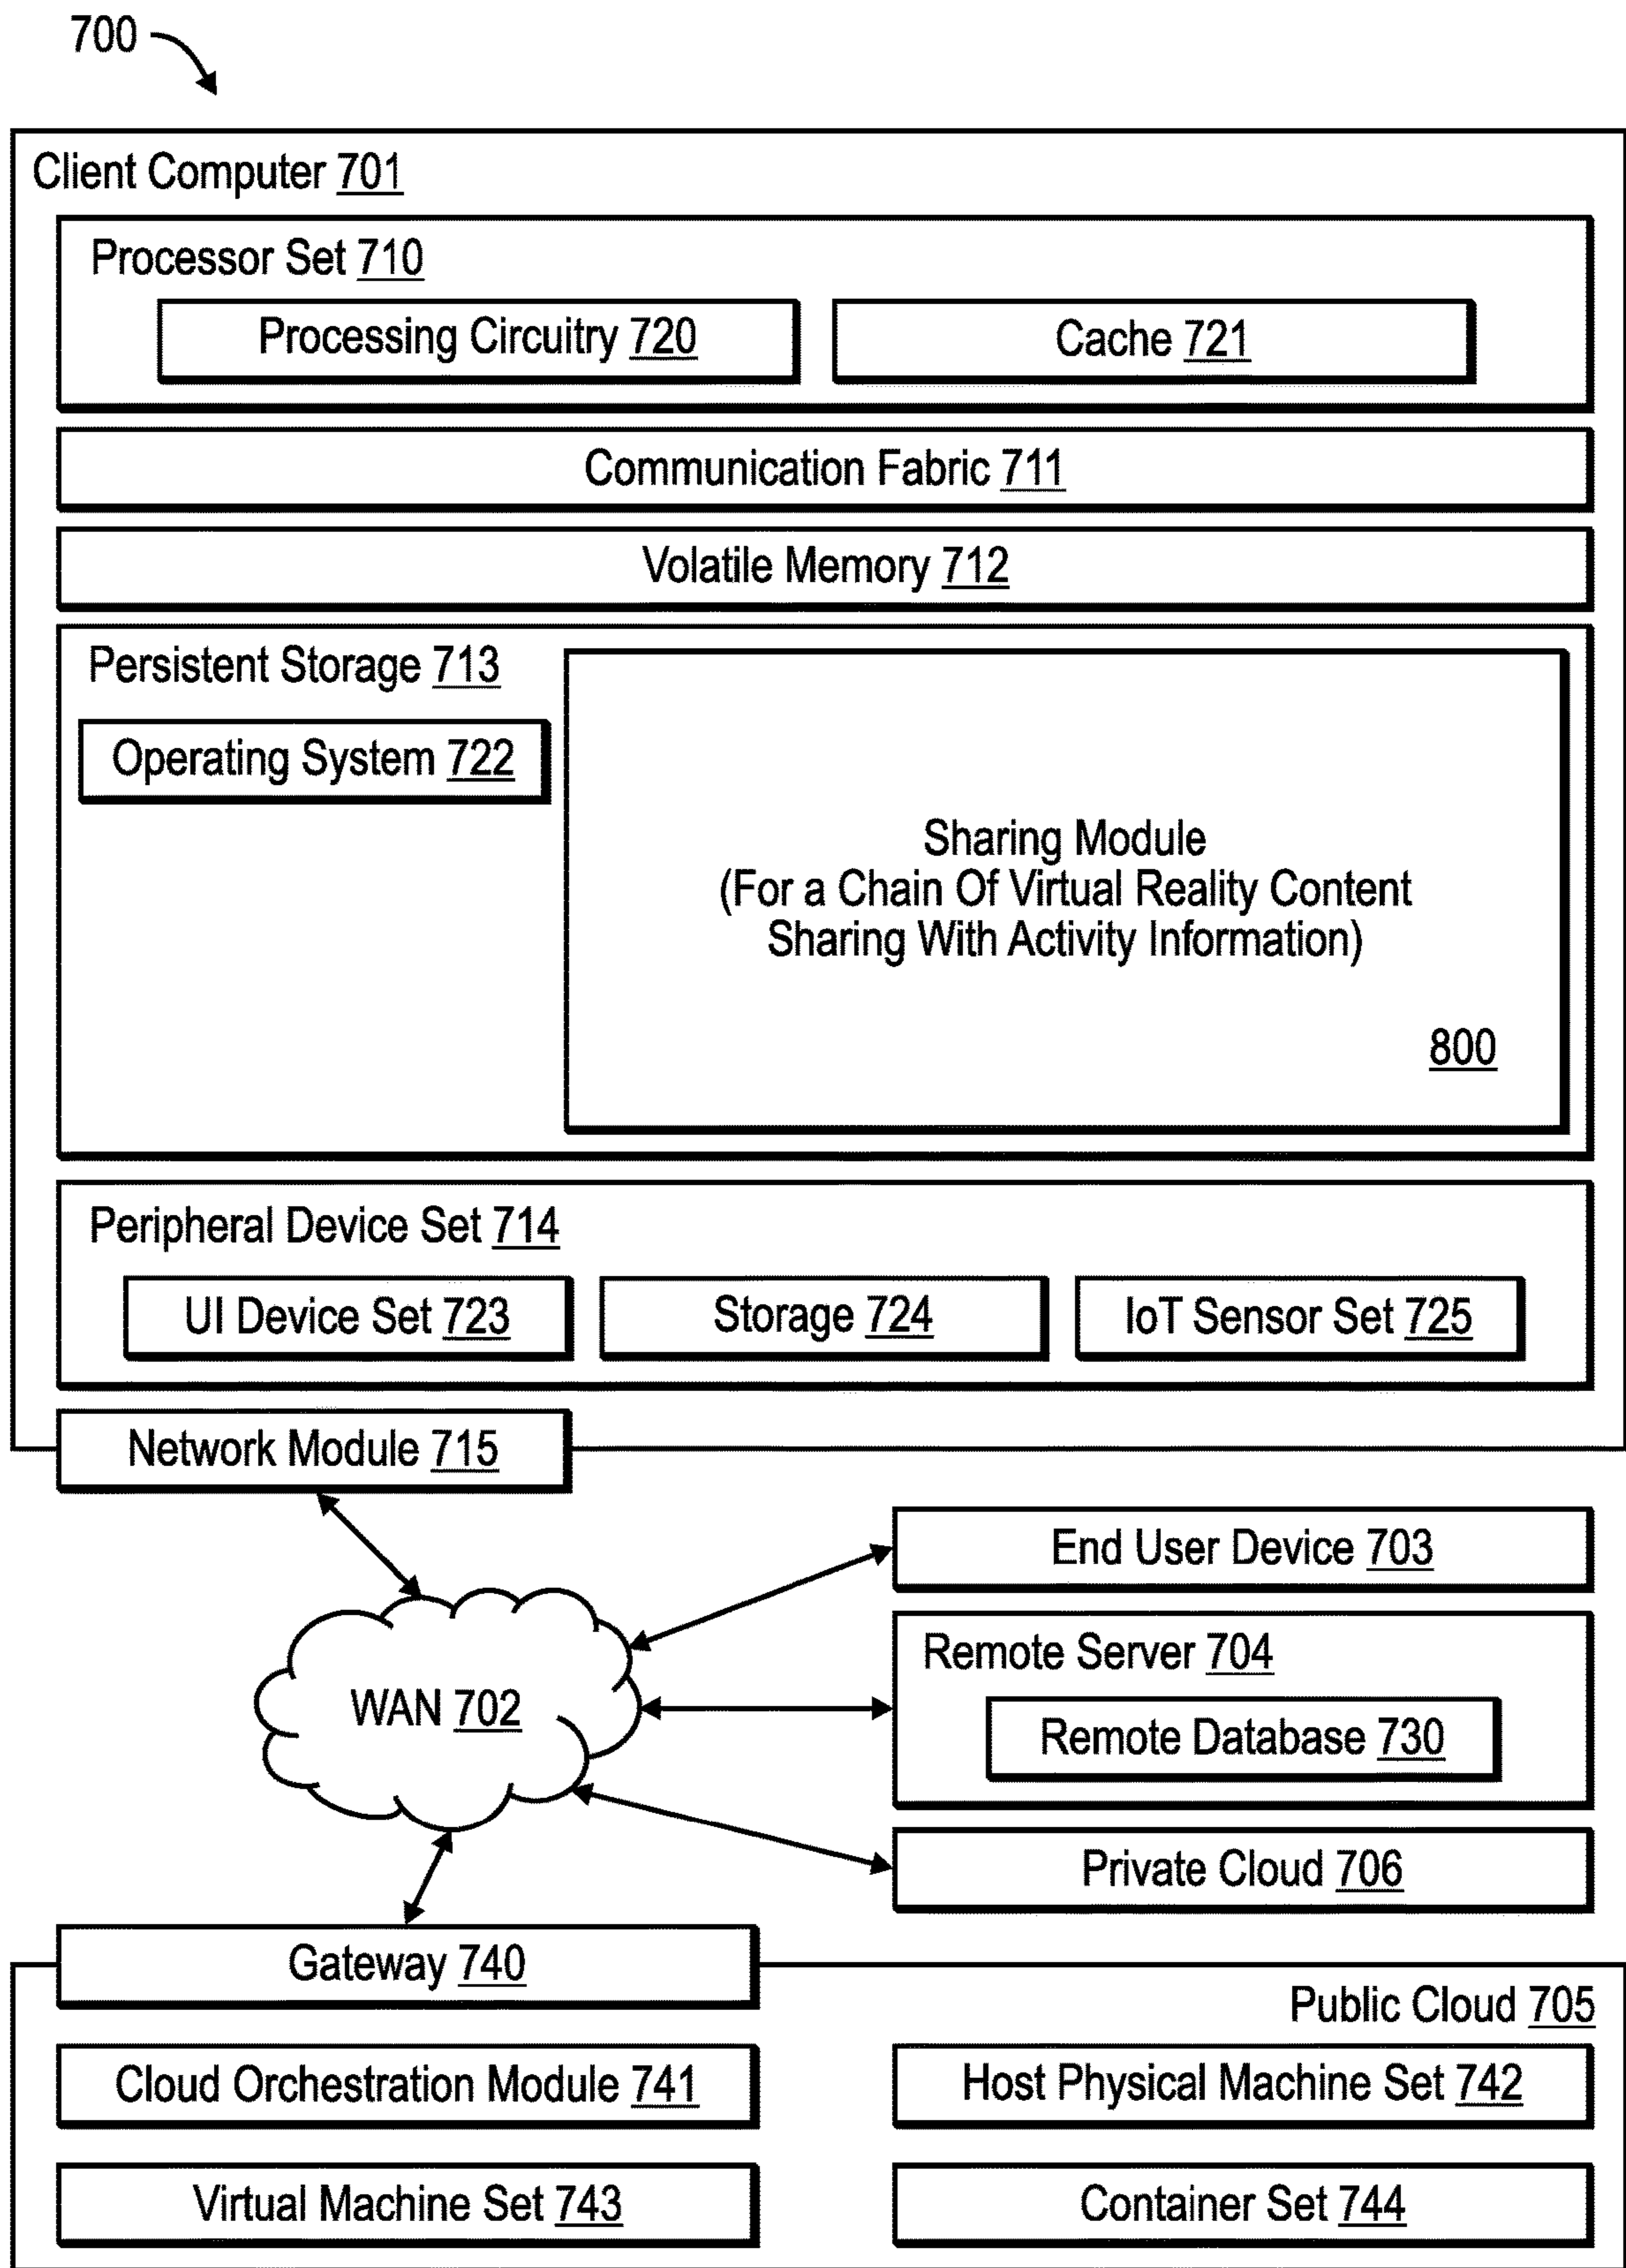 700
Client Computer 701
Processor Set 710
Processing Circuitry 720
Cache 721
Communication Fabric 711
Volatile Memory 712
Persistent Storage 713
Operating System 722
Sharing Module
(For a Chain Of Virtual Reality Content
Sharing With Activity Information)
800
Peripheral Device Set 714
UI Device Set 723
Storage 724
IoT Sensor Set 725
Network Module 715
End User Device 703
Remote Server 704
WAN 702
Remote Database 730
Private Cloud 706
Gateway 740
Public Cloud 705
Cloud Orchestration Module 741
Host Physical Machine Set 742
Virtual Machine Set 743
Container Set 744